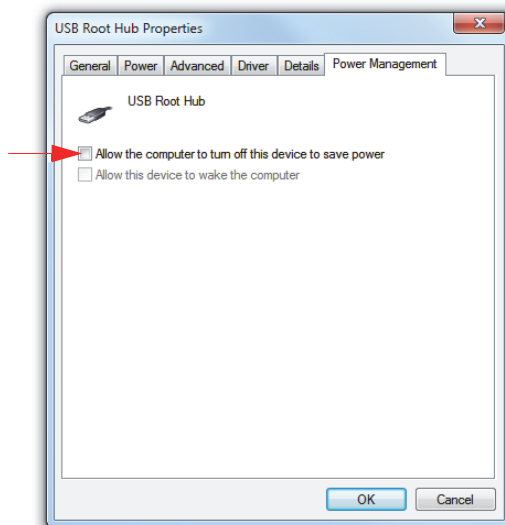 USB Root Hub Properties
General Power Advanced Driver Details Power Management
USB Root Hub
Allow the computer to turn off this device to save power
Allow this device to wake the computer
OK Cancel